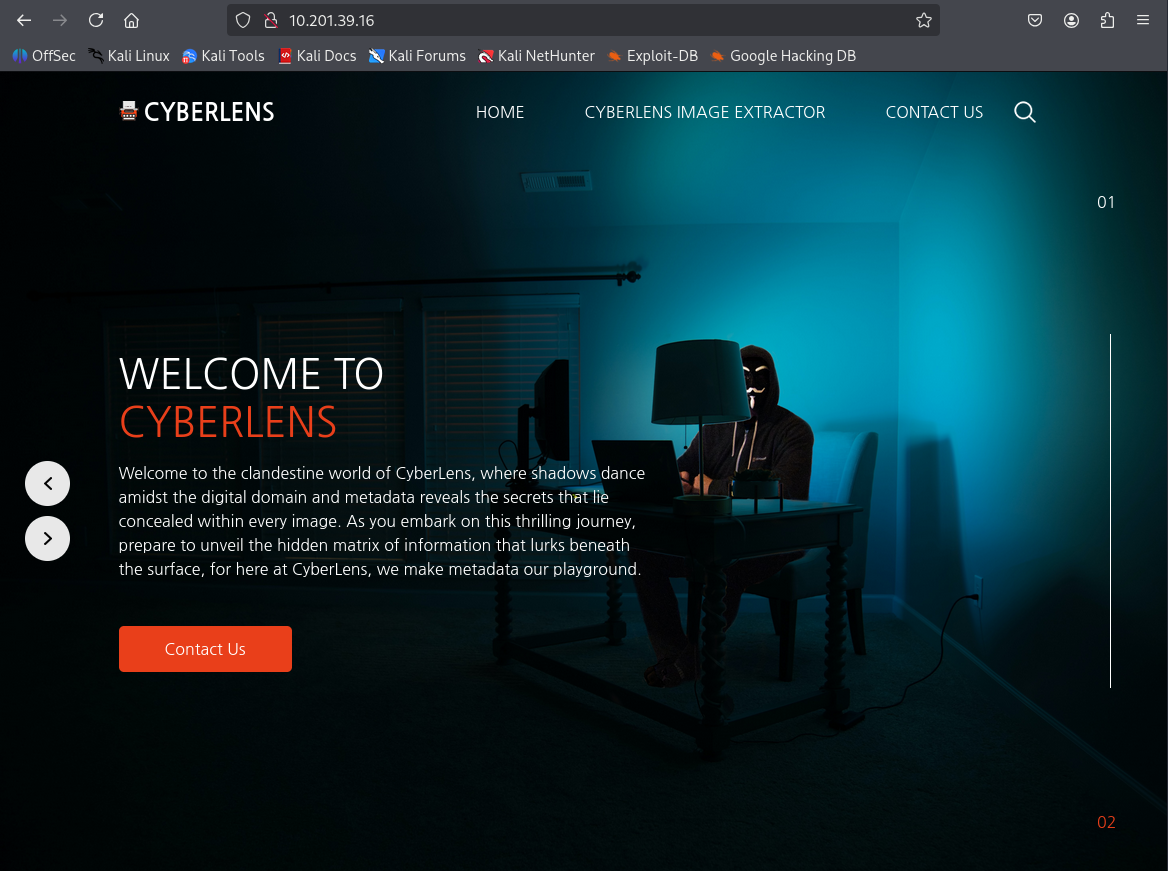 10.201.39.16
OffSec Kali Linux Kali Tools Kali Docs Kali Forums Kali NetHunter Exploit-DB Google Hacking DB
CYBERLENS HOME CYBERLENS IMAGE EXTRACTOR CONTACT US
01
WELCOME TO
CYBERLENS
Welcome to the clandestine world of CyberLens, where shadows dance
amidst the digital domain and metadata reveals the secrets that lie
concealed within every image. As you embark on this thrilling journey,
prepare to unveil the hidden matrix of information that lurks beneath
the surface, for here at CyberLens, we make metadata our playground.
Contact Us
02